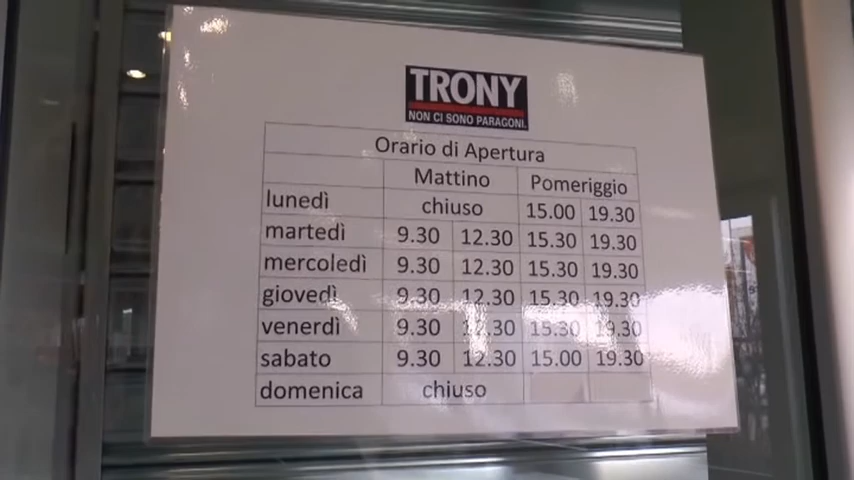 TRONY
NON CI SONO PARAGONI.
Orario di Apertura
Mattino Pomeriggio
lunedì chiuso 15.00 19.30
martedì 9.30 12.30 15.30 19.30
mercoledì 9.30 12.30 15.30 19.30
giovedì 9.30 12.30 15.30 19.30
venerdì 9.30 12.30 15.30 19.30
sabato 9.30 12.30 15.00 19.30
domenica chiuso